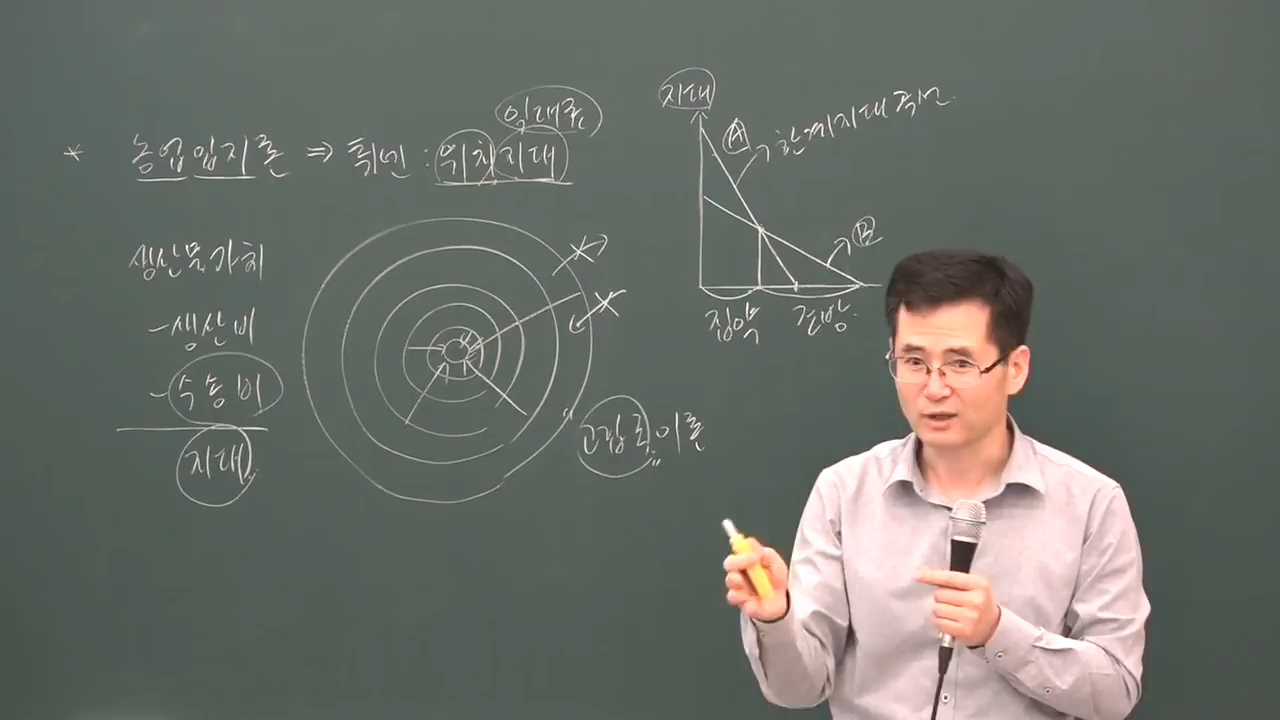 임대료
* 농업입지론 ⇒ 튀넨 : 위치지대
생산물가치
-생산비
-수송비
지대
"고립국"이론
지대
A
한계지대곡선
B
집약
조방